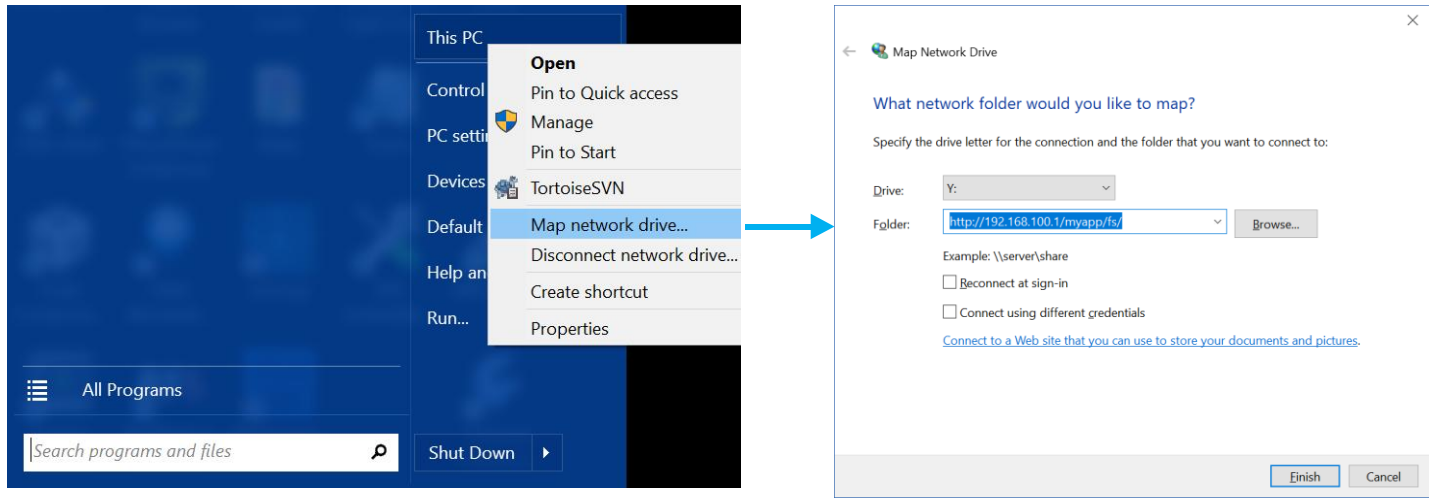 This PC
Control
PC setti
Devices
Default
Help an
Run...
Open
Pin to Quick access
Manage
Pin to Start
TortoiseSVN
Map network drive...
Disconnect network drive...
Create shortcut
Properties
All Programs
Search programs and files
Shut Down
Map Network Drive
What network folder would you like to map?
Specify the drive letter for the connection and the folder that you want to connect to:
Drive: Y:
Folder: http://192.168.100.1/myapp/fs/ Browse...
Example: \\server\share
Reconnect at sign-in
Connect using different credentials
Connect to a Web site that you can use to store your documents and pictures.
Finish Cancel